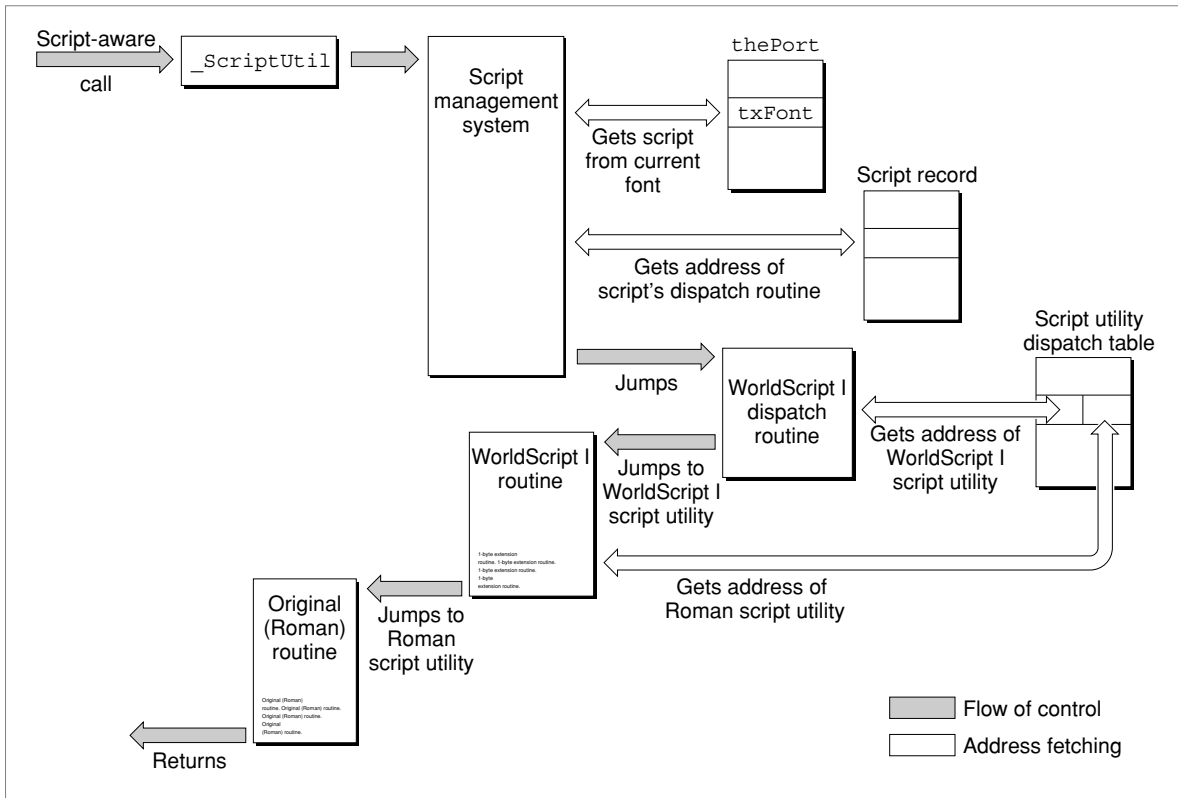 Script-aware
call
_ScriptUtil
Script
management
system
thePort
txFont
Gets script
from current
font
Script record
Gets address of
script's dispatch routine
Script utility
dispatch table
Jumps
WorldScript I
dispatch
routine
Gets address of
WorldScript I
script utility
WorldScript I
routine
Jumps to
WorldScript I
script utility
1-byte extension
routine. 1-byte extension routine.
1-byte extension routine.
1-byte
extension routine.
Gets address of
Roman script utility
Original
(Roman)
routine
Jumps to
Roman
script utility
Original (Roman)
routine. Original (Roman) routine.
Original (Roman) routine.
Original
(Roman) routine.
Returns
Flow of control
Address fetching